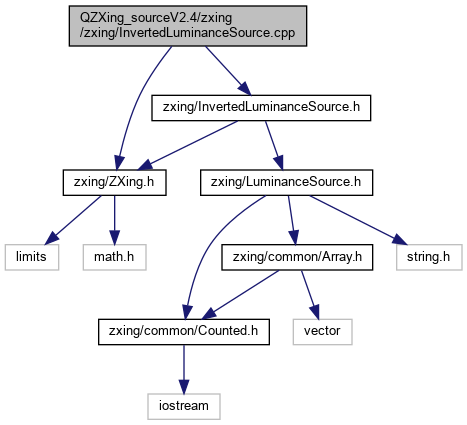 QZXing_sourceV2.4/zxing
/zxing/InvertedLuminanceSource.cpp
zxing/InvertedLuminanceSource.h
zxing/ZXing.h
zxing/LuminanceSource.h
limits
math.h
zxing/common/Array.h
string.h
zxing/common/Counted.h
vector
iostream